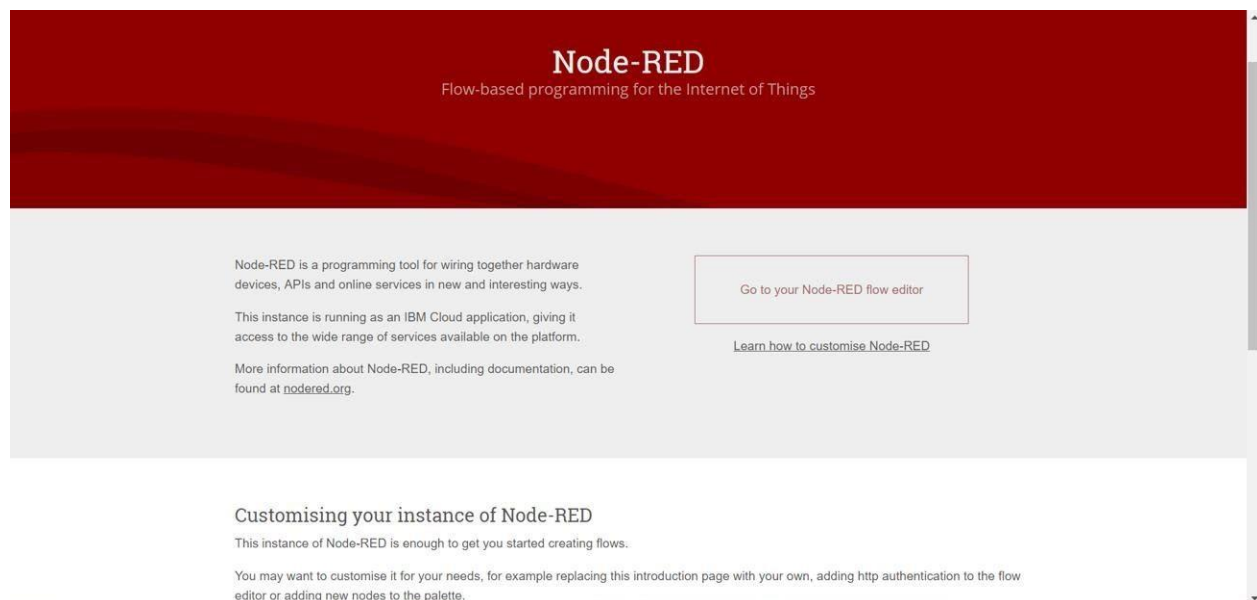 Node-RED
Flow-based programming for the Internet of Things
Node-RED is a programming tool for wiring together hardware
devices, APIs and online services in new and interesting ways.
This instance is running as an IBM Cloud application, giving it
access to the wide range of services available on the platform.
More information about Node-RED, including documentation, can be
found at nodered.org.
Go to your Node-RED flow editor
Learn how to customise Node-RED
Customising your instance of Node-RED
This instance of Node-RED is enough to get you started creating flows.
You may want to customise it for your needs, for example replacing this introduction page with your own, adding http authentication to the flow
editor or adding new nodes to the palette.